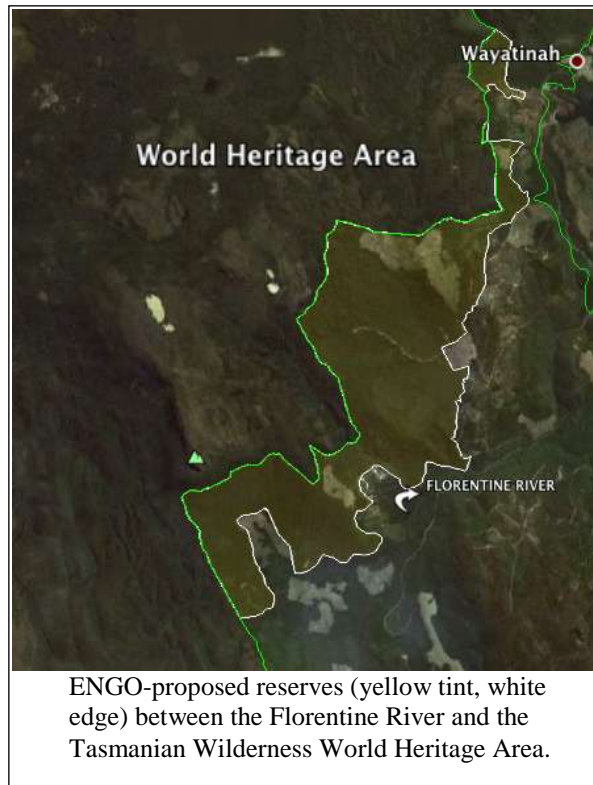 Wayatinah
World Heritage Area
FLORENTINE RIVER
ENGO-proposed reserves (yellow tint, white
edge) between the Florentine River and the
Tasmanian Wilderness World Heritage Area.